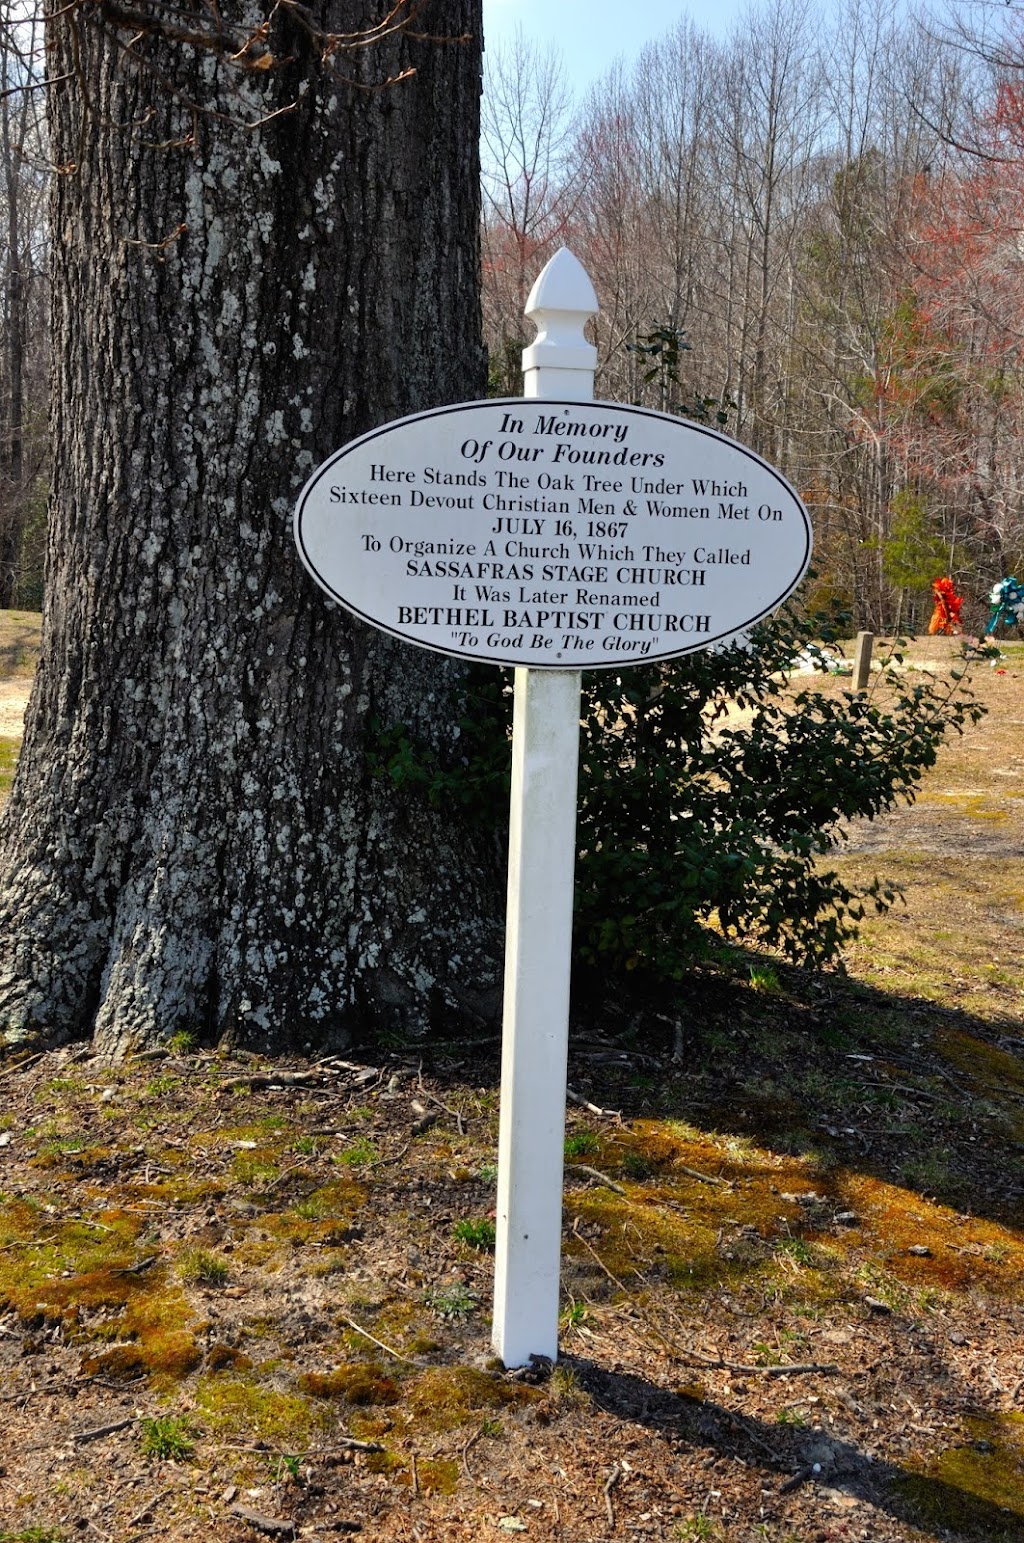 In Memory
Of Our Founders
Here Stands The Oak Tree Under Which
Sixteen Devout Christian Men & Women Met On
JULY 16, 1867
To Organize A Church Which They Called
SASSAFRAS STAGE CHURCH
It Was Later Renamed
BETHEL BAPTIST CHURCH
"To God Be The Glory"